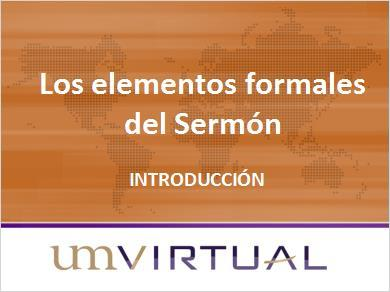 Los elementos formales
del Sermón
INTRODUCCIÓN
umVIRTUAL